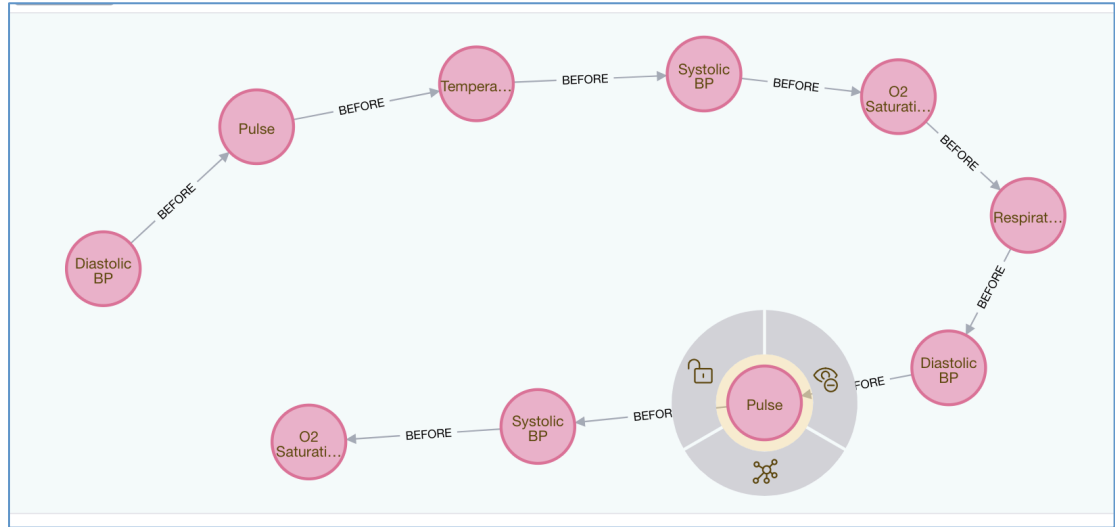 Diastolic
BP
BEFORE
Pulse
BEFORE
Tempera…
BEFORE
Systolic
BP
BEFORE
O2
Saturati…
BEFORE
Respirat…
BEFORE
Diastolic
BP
FORE
Pulse
BEFOR
Systolic
BP
BEFORE
O2
Saturati…